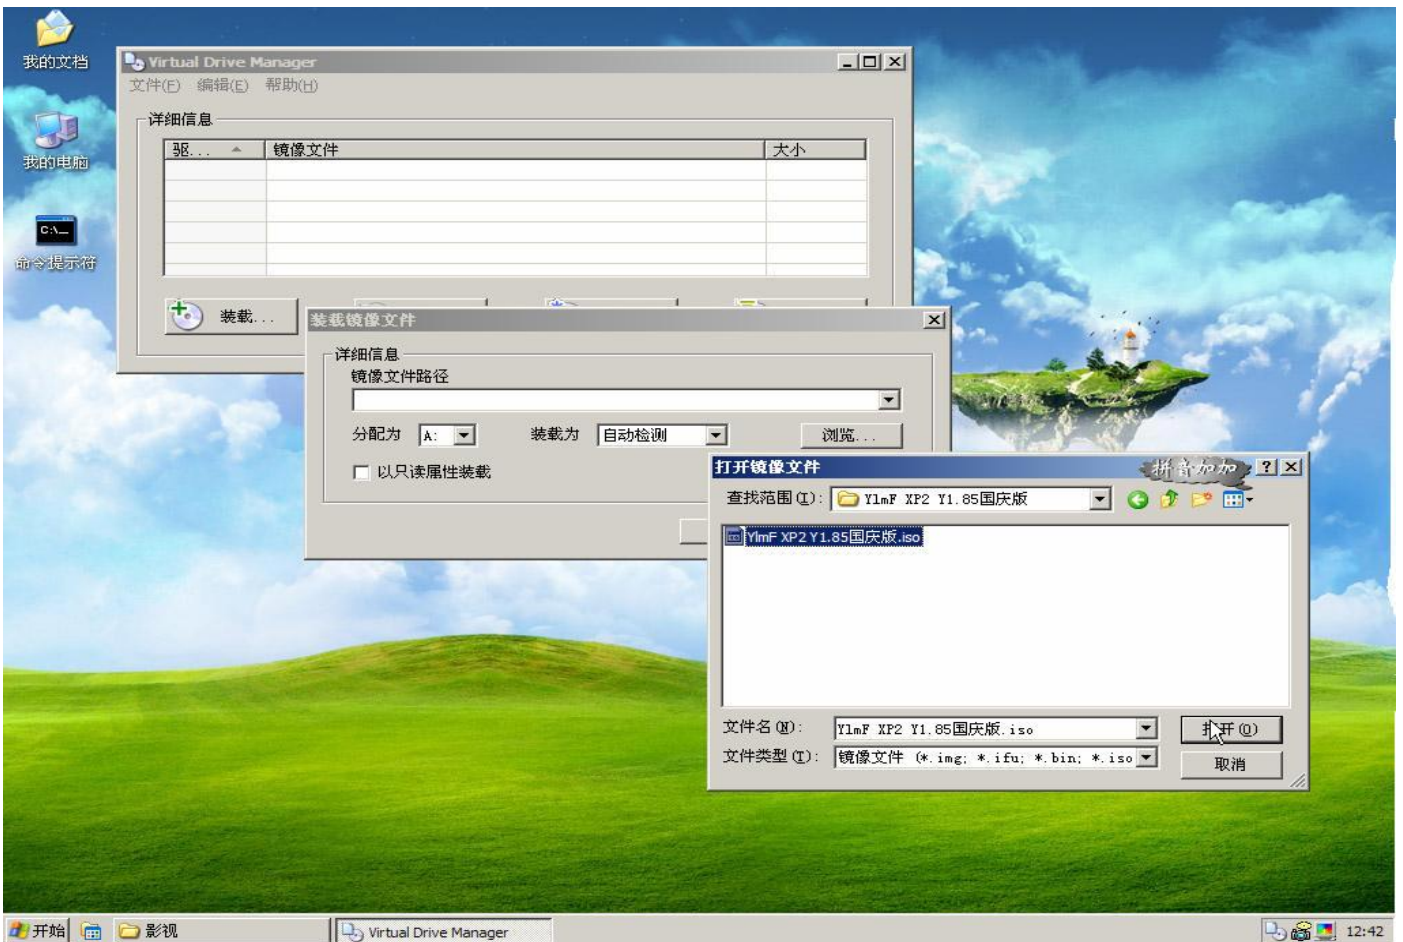 我的文档
我的电脑
C:\_
命令提示符
Virtual Drive Manager
文件(F) 编辑(E) 帮助(H)
详细信息
驱... 镜像文件 大小
装载...
装载镜像文件
详细信息
镜像文件路径
分配为 A: 装载为 自动检测 浏览...
以只读属性装载
打开镜像文件
拼音加加
查找范围(I): YlmF XP2 Y1.85国庆版
YlmF XP2 Y1.85国庆版.iso
文件名(N): YlmF XP2 Y1.85国庆版.iso 打开(O)
文件类型(T): 镜像文件 (*.img; *.ifu; *.bin; *.iso 取消
开始 影视 Virtual Drive Manager 12:42